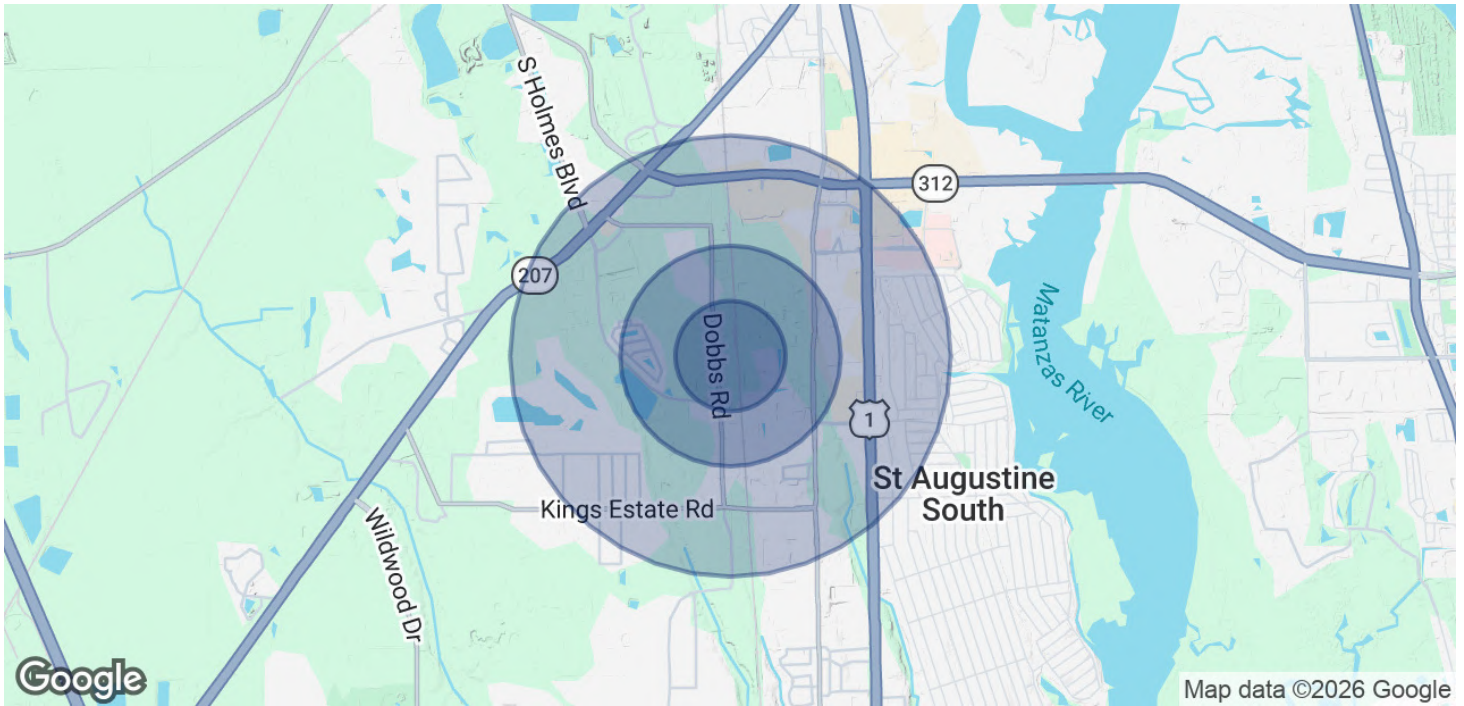 S Holmes Blvd
312
207
Dobbs Rd
Matanzas River
1
St Augustine
South
Kings Estate Rd
Wildwood Dr
Google
Map data ©2026 Google